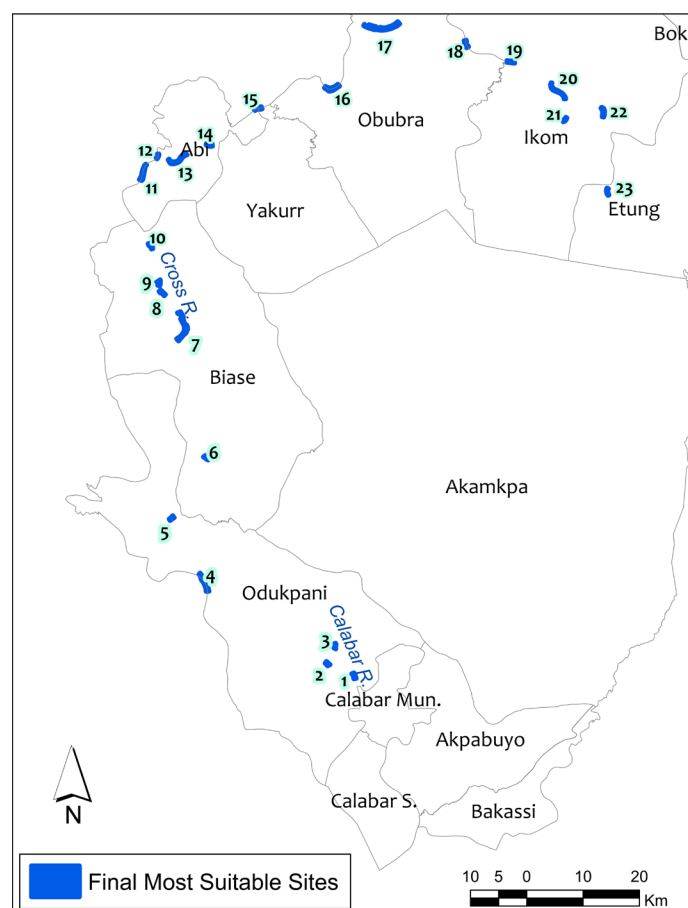 17
18
19
Bok
20
15
16
Obubra
21
22
Ikom
14
12
Abi
13
11
23
Yakurr
Etung
10
Cross R.
9
8
7
Biase
6
Akamkpa
5
4
Odukpani
Calabar R.
3
2
1
Calabar Mun.
Akpabuyo
Calabar S.
Bakassi
N
Final Most Suitable Sites
10 5 0 10 20
Km